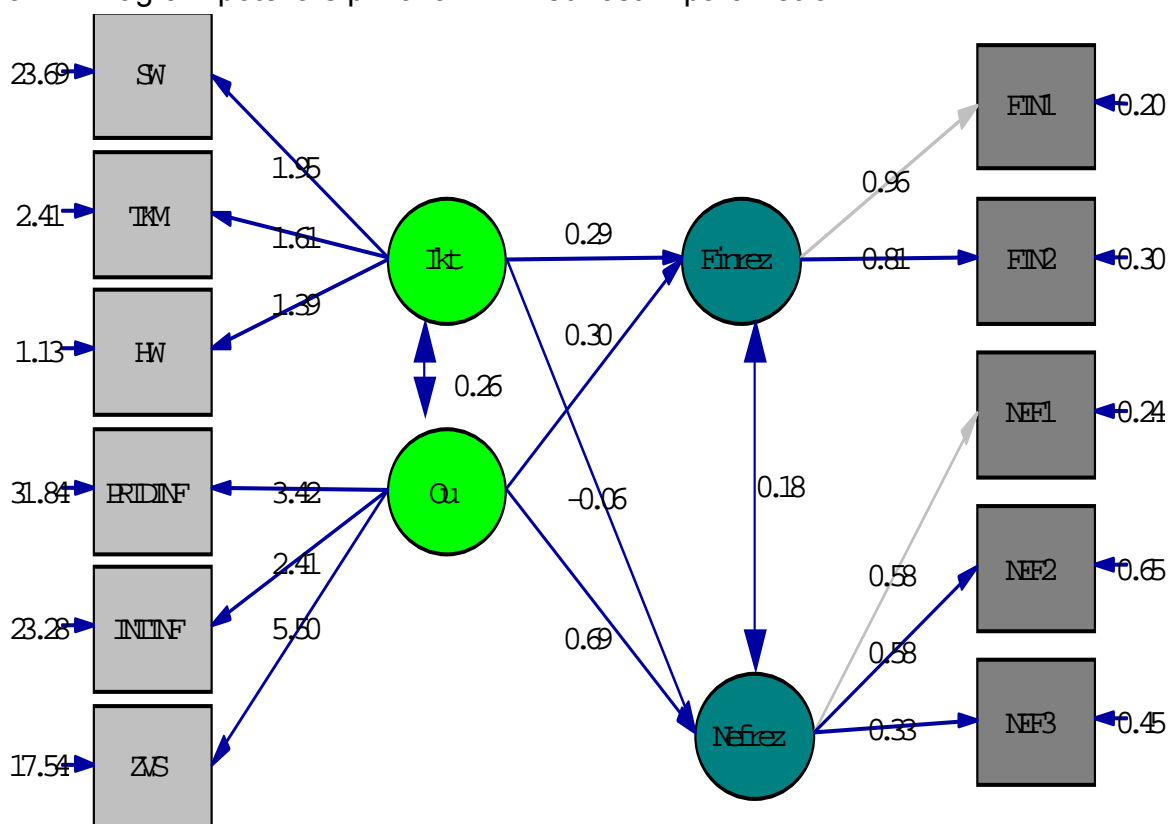 23.69 SW
2.41 TKM
1.13 HW
31.84 PRIDINF
23.28 INTINF
17.54 ZVS
1.95
1.61
1.39
3.42
2.41
5.50
Ikt
0.26
Ou
0.29
0.30
-0.06
0.69
Finrez
0.18
Nefrez
0.96
0.81
0.58
0.58
0.33
FIN1 0.20
FIN2 0.30
NEF1 0.24
NEF2 0.65
NEF3 0.45